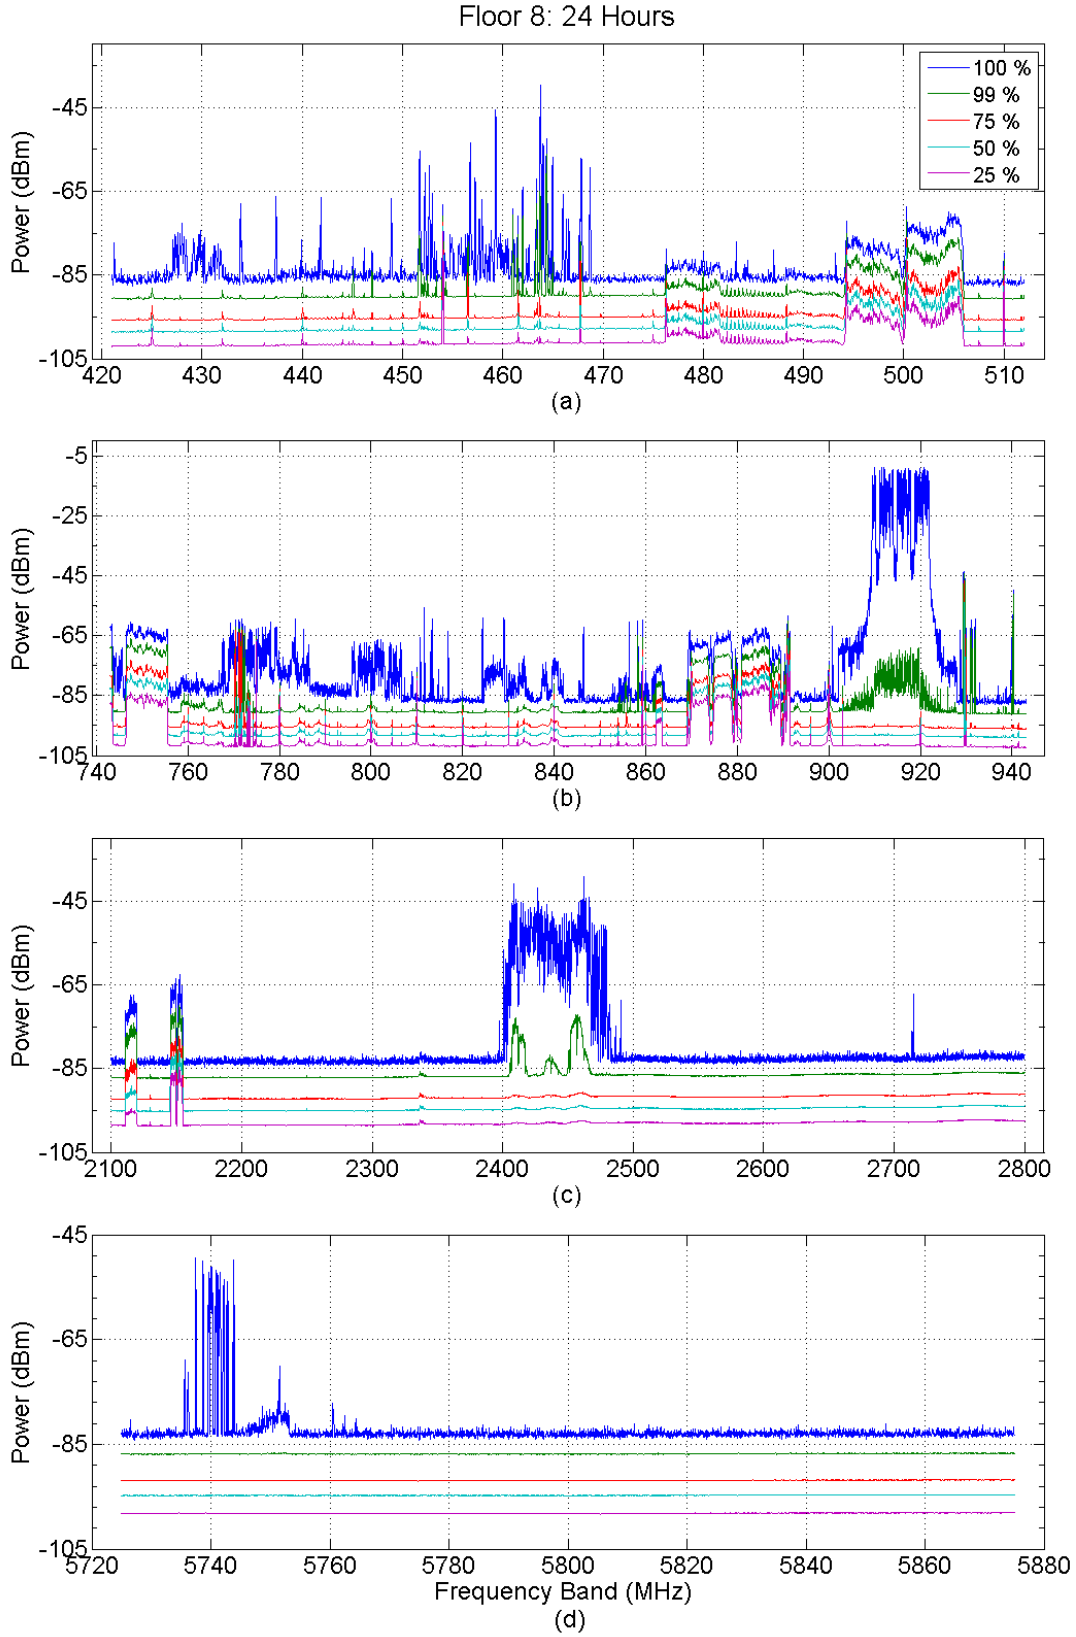 Floor 8: 24 Hours
100 %
99 %
75 %
50 %
25 %
Power (dBm)
-45
-65
-85
-105
420 430 440 450 460 470 480 490 500 510
(a)
Power (dBm)
-5
-25
-45
-65
-85
-105
740 760 780 800 820 840 860 880 900 920 940
(b)
Power (dBm)
-45
-65
-85
-105
2100 2200 2300 2400 2500 2600 2700 2800
(c)
Power (dBm)
-45
-65
-85
-105
5720 5740 5760 5780 5800 5820 5840 5860 5880
Frequency Band (MHz)
(d)